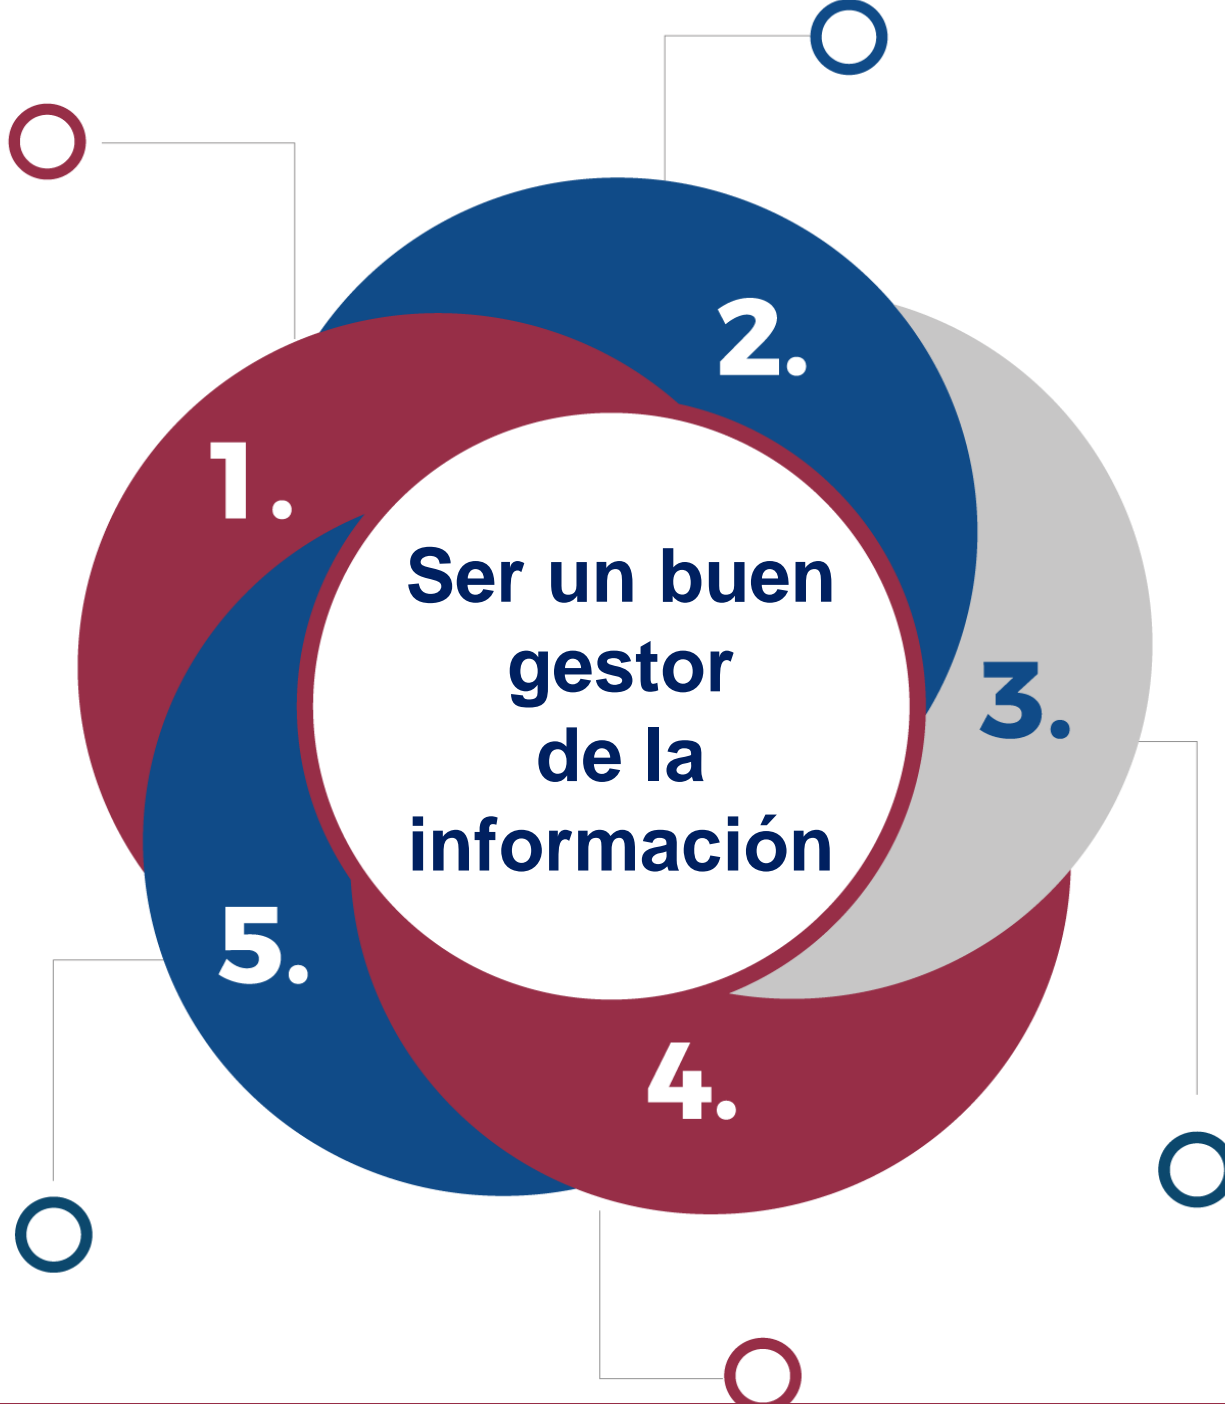 2.
1.
Ser un buen
gestor
de la
información
3.
5.
4.